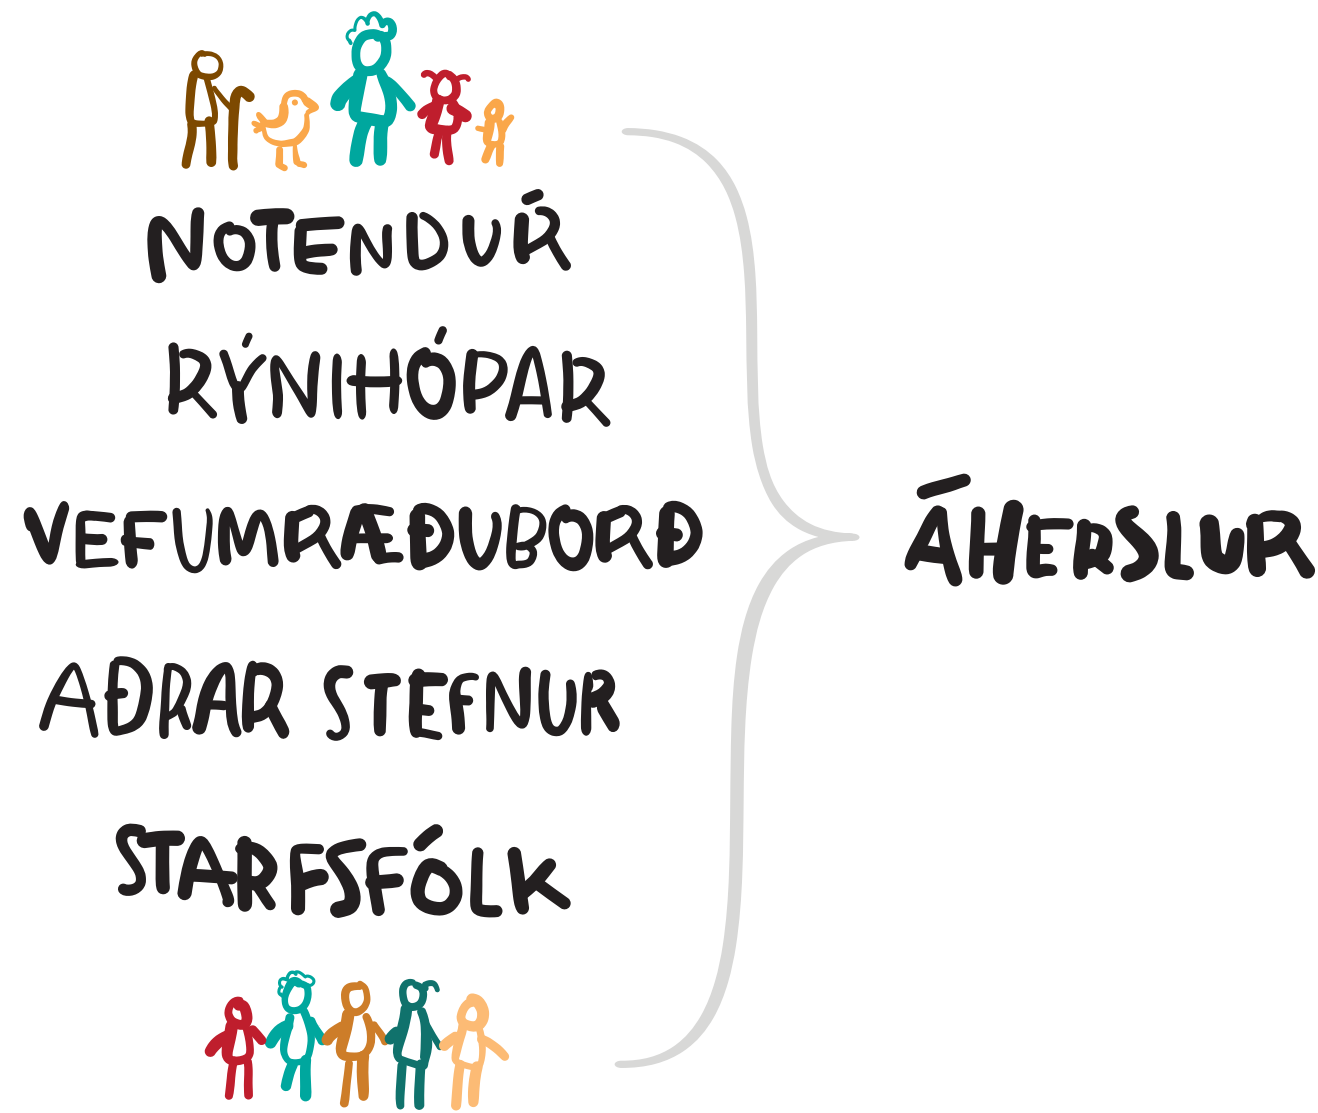 NOTENDUR
RÝNIHÓPAR
VEFUMRÆÐUBORÐ
AÐRAR STEFNUR
STARFSFÓLK
ÁHERSLUR